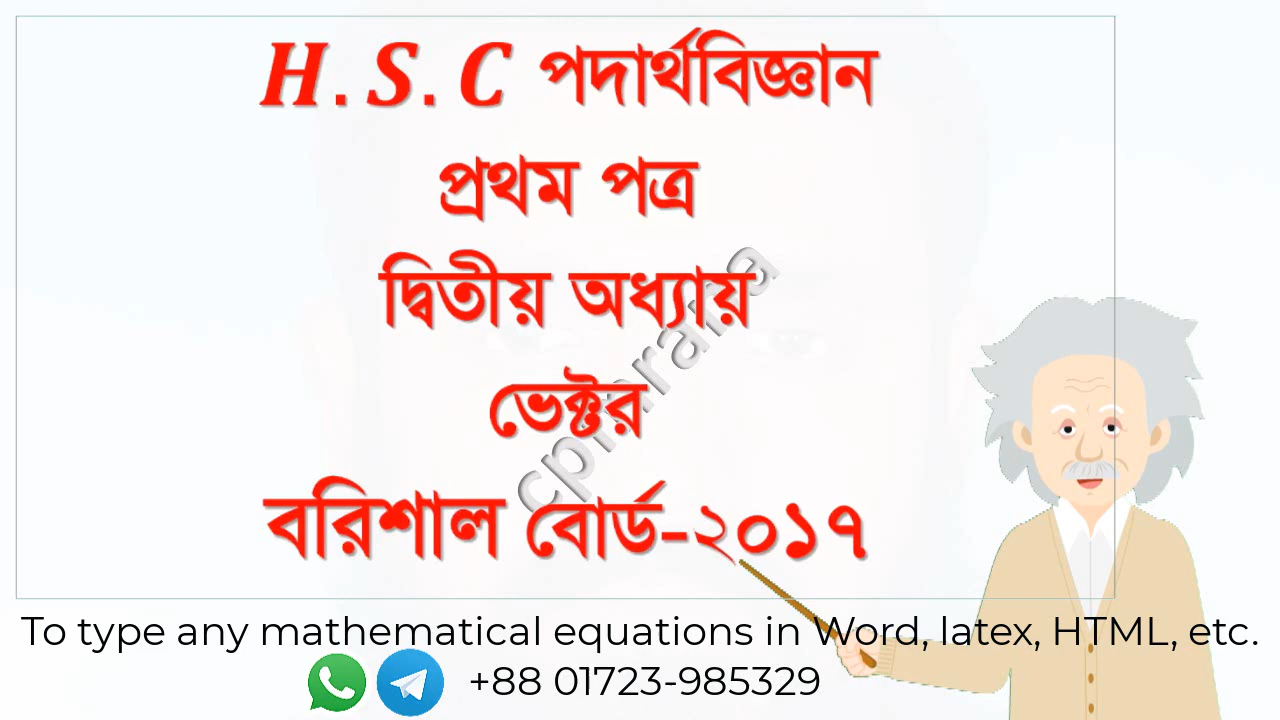 H.S.C পদার্থবিজ্ঞান
প্রথম পত্র
দ্বিতীয় অধ্যায়
ভেক্টর
বরিশাল বোর্ড-২০১৭
cpmrana
To type any mathematical equations in Word, latex, HTML, etc.
+88 01723-985329